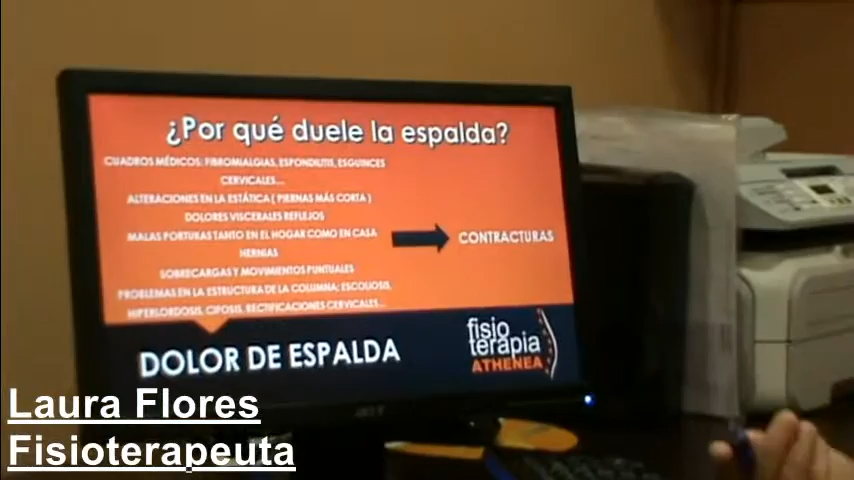 ¿Por qué duele la espalda?
CUADROS MÉDICOS: FIBROMIALGIAS, ESPONDILITIS, ESGUINCES
CERVICALES...
ALTERACIONES EN LA ESTÁTICA ( PIERNAS MÁS CORTA )
DOLORES VISCERALES REFLEJOS
MALAS PORTURAS TANTO EN EL HOGAR COMO EN CASA
HERNIAS
SOBRECARGAS Y MOVIMIENTOS PUNTUALES
PROBLEMAS EN LA ESTRUCTURA DE LA COLUMNA; ESCOLIOSIS,
HIPERLORDOSIS, CIFOSIS, RECTIFICACIONES CERVICALES...
CONTRACTURAS
DOLOR DE ESPALDA
fisio
terapia
ATHENEA
acer
Laura Flores
Fisioterapeuta